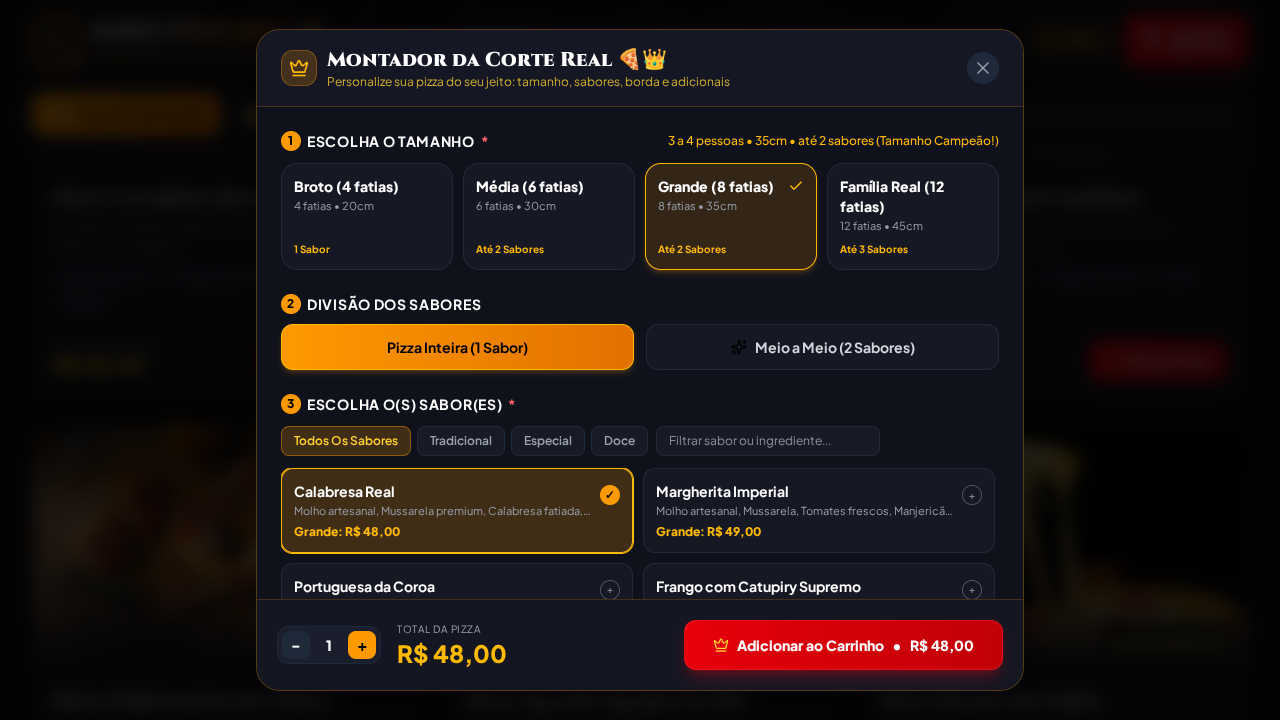 Montador da Corte Real 🍕👑
Personalize sua pizza do seu jeito: tamanho, sabores, borda e adicionais
1 ESCOLHA O TAMANHO *
3 a 4 pessoas • 35cm • até 2 sabores (Tamanho Campeão!)
Broto (4 fatias)
4 fatias • 20cm
1 Sabor
Média (6 fatias)
6 fatias • 30cm
Até 2 Sabores
Grande (8 fatias)
8 fatias • 35cm
Até 2 Sabores
Família Real (12
fatias)
12 fatias • 45cm
Até 3 Sabores
2 DIVISÃO DOS SABORES
Pizza Inteira (1 Sabor)
Meio a Meio (2 Sabores)
3 ESCOLHA O(S) SABOR(ES) *
Todos Os Sabores
Tradicional
Especial
Doce
Filtrar sabor ou ingrediente...
Calabresa Real
✓
Molho artesanal, Mussarela premium, Calabresa fatiada,...
Grande: R$ 48,00
Margherita Imperial
+
Molho artesanal, Mussarela, Tomates frescos, Manjericã...
Grande: R$ 49,00
Portuguesa da Coroa
+
Frango com Catupiry Supremo
+
- 1 +
TOTAL DA PIZZA
R$ 48,00
Adicionar ao Carrinho • R$ 48,00